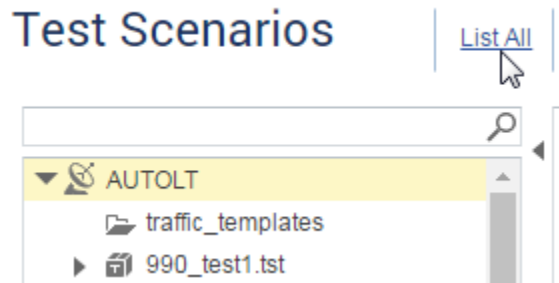 Test Scenarios
List All
AUTOLT
traffic_templates
990_test1.tst